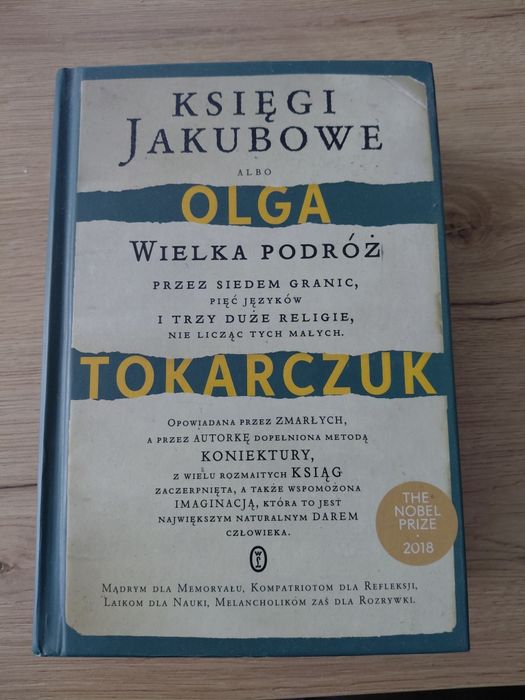 KSIĘGI
JAKUBOWE
ALBO
OLGA
WIELKA PODRÓŻ
PRZEZ SIEDEM GRANIC,
PIĘĆ JĘZYKÓW
I TRZY DUŻE RELIGIE,
NIE LICZĄC TYCH MAŁYCH.
TOKARCZUK
OPOWIADANA PRZEZ ZMARŁYCH,
A PRZEZ AUTORKĘ DOPEŁNIONA METODĄ
KONIEKTURY,
Z WIELU ROZMAITYCH KSIĄG
ZACZERPNIĘTA, A TAKŻE WSPOMOŻONA
IMAGINACJĄ, KTÓRA TO JEST
NAJWIĘKSZYM NATURALNYM DAREM
CZŁOWIEKA.
THE
NOBEL
PRIZE
2018
MĄDRYM DLA MEMORYAŁU, KOMPATRIOTOM DLA REFLEKSJI,
LAIKOM DLA NAUKI, MELANCHOLIKOM ZAŚ DLA ROZRYWKI.